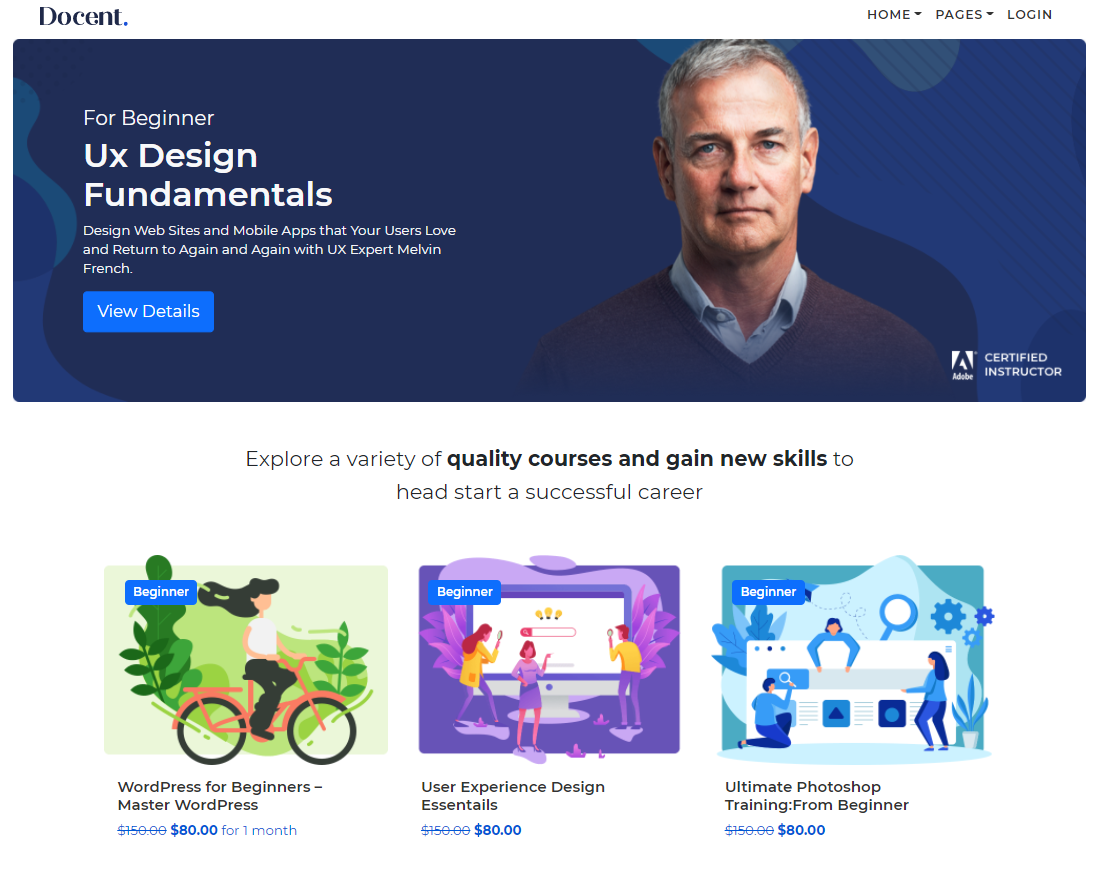 Docent.
HOME PAGES LOGIN
For Beginner
Ux Design
Fundamentals
Design Web Sites and Mobile Apps that Your Users Love
and Return to Again and Again with UX Expert Melvin
French.
View Details
Adobe
CERTIFIED
INSTRUCTOR
Explore a variety of quality courses and gain new skills to
head start a successful career
Beginner
Beginner
Beginner
WordPress for Beginners –
Master WordPress
$150.00 $80.00 for 1 month
User Experience Design
Essentails
$150.00 $80.00
Ultimate Photoshop
Training:From Beginner
$150.00 $80.00